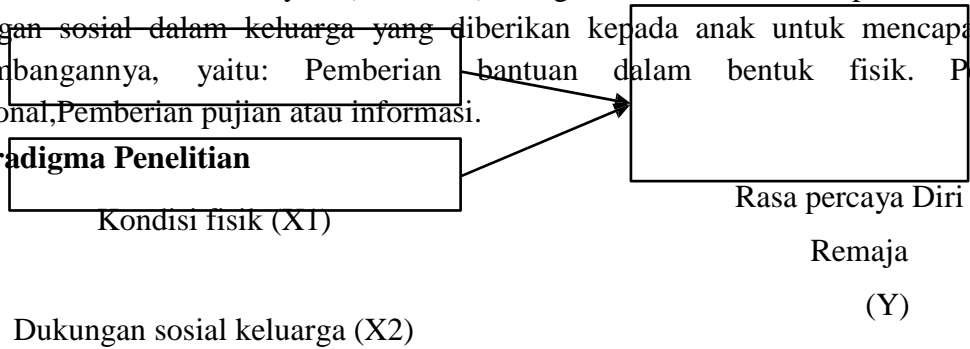 gan sosial dalam keluarga yang diberikan kepada anak untuk mencapa
mbangannya, yaitu: Pemberian bantuan dalam bentuk fisik. P
onal,Pemberian pujian atau informasi.
radigma Penelitian
Kondisi fisik (X1)
Rasa percaya Diri
Remaja
(Y)
Dukungan sosial keluarga (X2)